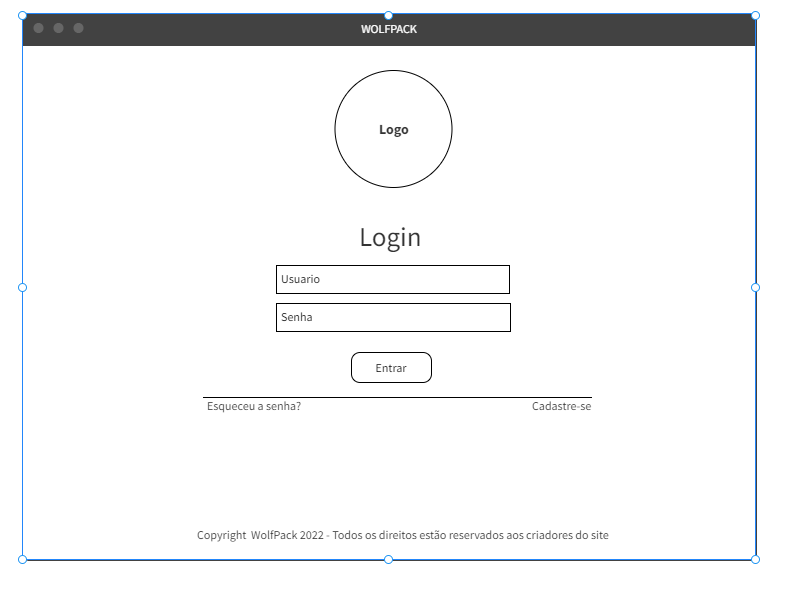 WOLFPACK
Logo
Login
Usuario
Senha
Entrar
Esqueceu a senha?
Cadastre-se
Copyright  WolfPack 2022 - Todos os direitos estão reservados aos criadores do site